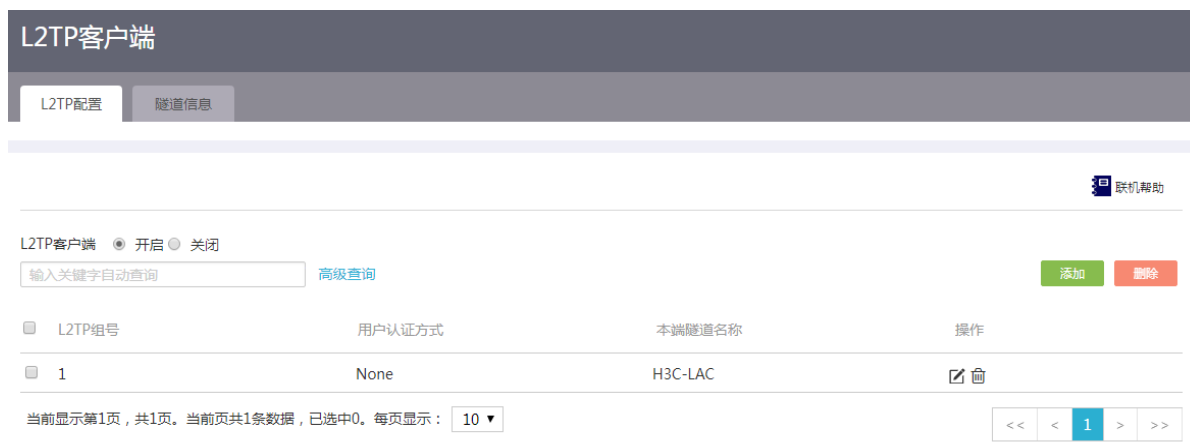 L2TP客户端
L2TP配置 隧道信息
联机帮助
L2TP客户端 开启 关闭
输入关键字自动查询 高级查询 添加 删除
L2TP组号 用户认证方式 本端隧道名称 操作
1 None H3C-LAC
当前显示第1页，共1页。当前页共1条数据，已选中0。每页显示： 10 ▼
<< < 1 > >>